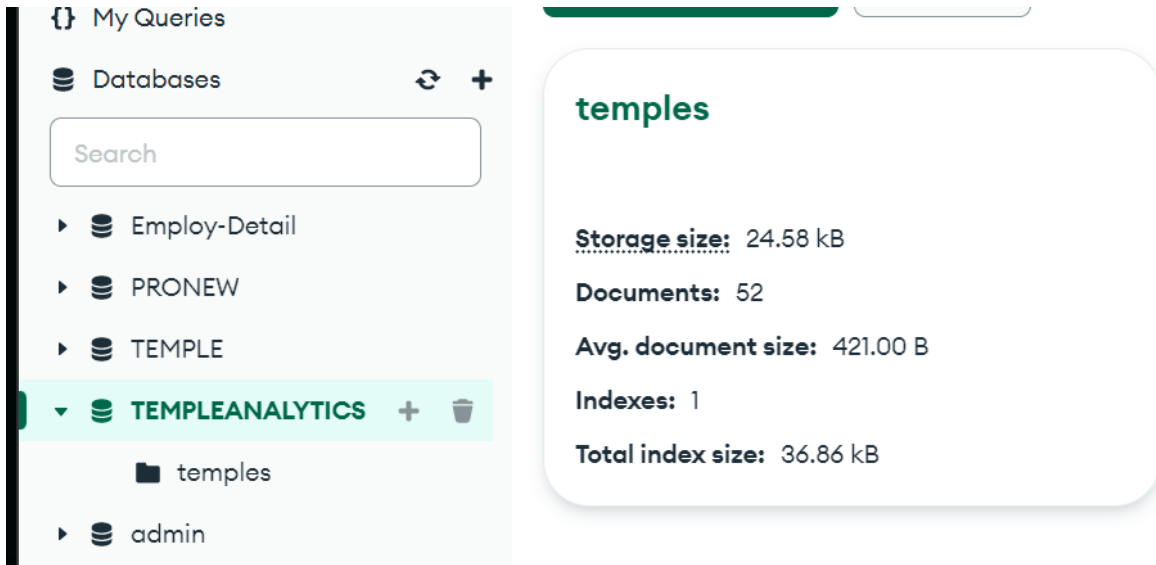 {} My Queries
Databases
Search
Employ-Detail
PRONEW
TEMPLE
TEMPLEANALYTICS
temples
admin
temples
Storage size: 24.58 kB
Documents: 52
Avg. document size: 421.00 B
Indexes: 1
Total index size: 36.86 kB